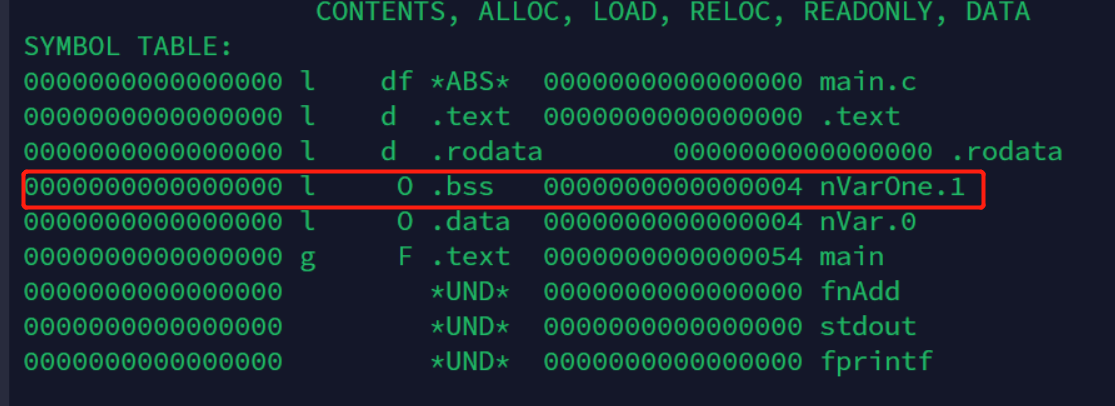 CONTENTS, ALLOC, LOAD, RELOC, READONLY, DATA
SYMBOL TABLE:
0000000000000000 l    df *ABS*  0000000000000000 main.c
0000000000000000 l    d  .text  0000000000000000 .text
0000000000000000 l    d  .rodata        0000000000000000 .rodata
0000000000000000 l     O .bss   0000000000000004 nVarOne.1
0000000000000000 l     O .data  0000000000000004 nVar.0
0000000000000000 g     F .text  0000000000000054 main
0000000000000000         *UND*  0000000000000000 fnAdd
0000000000000000         *UND*  0000000000000000 stdout
0000000000000000         *UND*  0000000000000000 fprintf